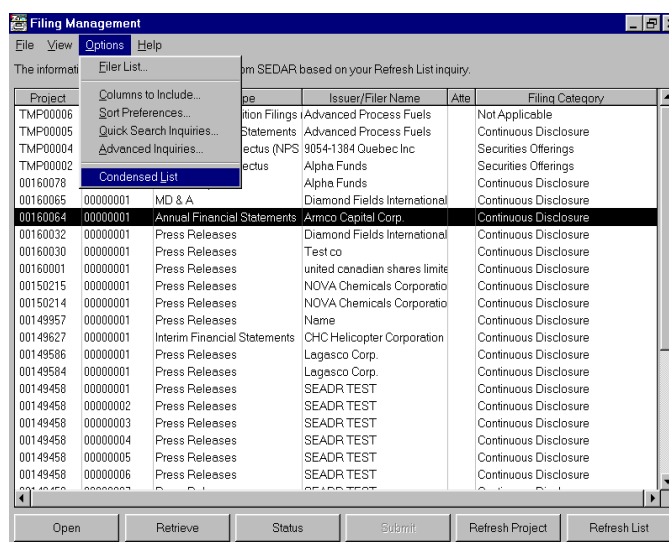 Filing Management
File View Options Help
The informati om SEDAR based on your Refresh List inquiry.
Filer List...
Columns to Include...
Sort Preferences...
Quick Search Inquiries...
Advanced Inquiries...
Condensed List
Project pe Issuer/Filer Name Atte Filing Category
TMP00006 ition Filings Advanced Process Fuels Not Applicable
TMP00005 Statements Advanced Process Fuels Continuous Disclosure
TMP00004 ectus (NPS 9054-1384 Quebec Inc Securities Offerings
TMP00002 ectus Alpha Funds Securities Offerings
00160078 Alpha Funds Continuous Disclosure
00160065 00000001 MD & A Diamond Fields International Continuous Disclosure
00160064 00000001 Annual Financial Statements Armco Capital Corp. Continuous Disclosure
00160032 00000001 Press Releases Diamond Fields International Continuous Disclosure
00160030 00000001 Press Releases Test co Continuous Disclosure
00160001 00000001 Press Releases united canadian shares limite Continuous Disclosure
00150215 00000001 Press Releases NOVA Chemicals Corporatio Continuous Disclosure
00150214 00000001 Press Releases NOVA Chemicals Corporatio Continuous Disclosure
00149957 00000001 Press Releases Name Continuous Disclosure
00149627 00000001 Interim Financial Statements CHC Helicopter Corporation Continuous Disclosure
00149586 00000001 Press Releases Lagasco Corp. Continuous Disclosure
00149584 00000001 Press Releases Lagasco Corp. Continuous Disclosure
00149458 00000001 Press Releases SEADR TEST Continuous Disclosure
00149458 00000002 Press Releases SEADR TEST Continuous Disclosure
00149458 00000003 Press Releases SEADR TEST Continuous Disclosure
00149458 00000004 Press Releases SEADR TEST Continuous Disclosure
00149458 00000005 Press Releases SEADR TEST Continuous Disclosure
00149458 00000006 Press Releases SEADR TEST Continuous Disclosure
Open Retrieve Status Submit Refresh Project Refresh List